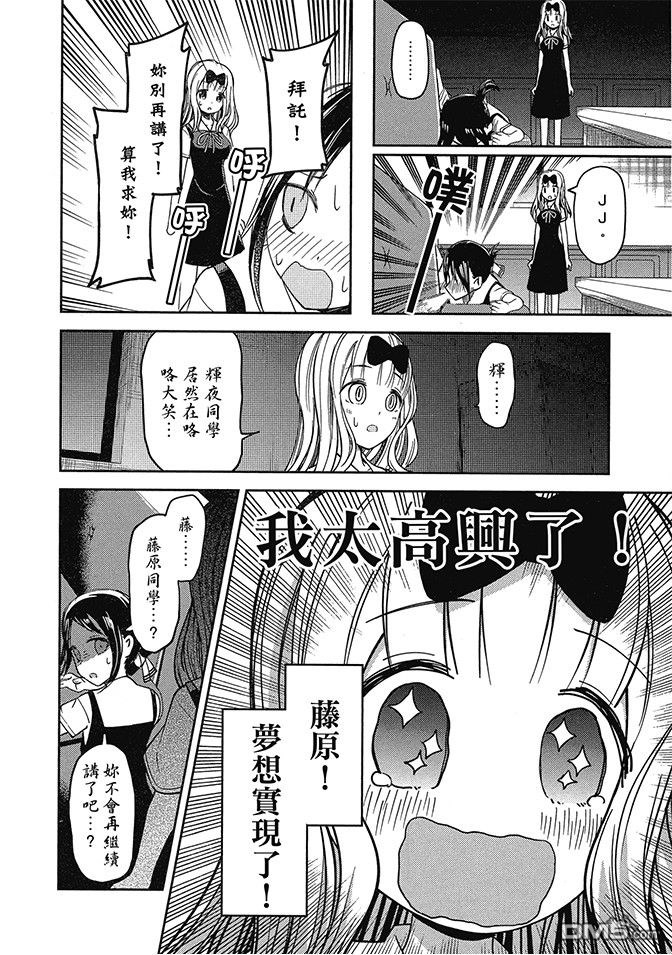 ………
ＪＪ。
噗
拜託！
妳別再講了！
算我求妳！
呼
呼
輝……
輝夜同學
居然在咯
咯大笑…
我太高興了！
藤原！
夢想實現了！
藤……
藤原同學…？
妳不會再繼續
講了吧…？